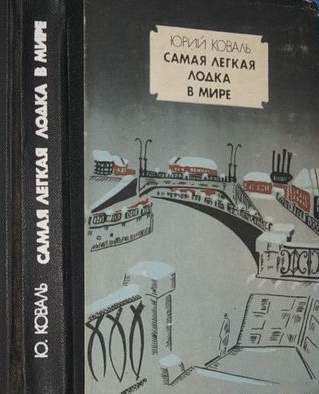 ЮРИЙ КОВАЛЬ
САМАЯ ЛЕГКАЯ
ЛОДКА
В МИРЕ
Ю. КОВАЛЬ САМАЯ ЛЕГКАЯ ЛОДКА В МИРЕ